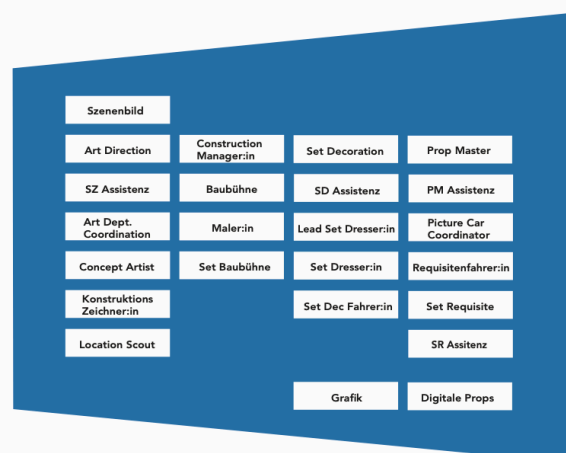 Szenenbild
Art Direction
Construction
Manager:in
Set Decoration
Prop Master
SZ Assistenz
Baubühne
SD Assistenz
PM Assistenz
Art Dept.
Coordination
Maler:in
Lead Set Dresser:in
Picture Car
Coordinator
Concept Artist
Set Baubühne
Set Dresser:in
Requisitenfahrer:in
Konstruktions
Zeichner:in
Set Dec Fahrer:in
Set Requisite
Location Scout
SR Assitenz
Grafik
Digitale Props